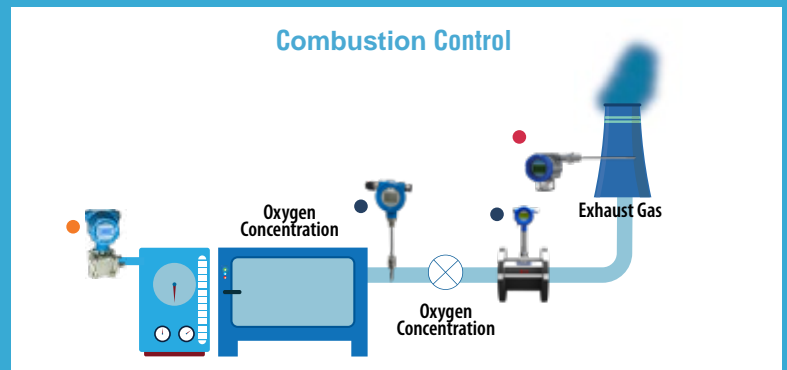 Combustion Control
Oxygen
Concentration
Exhaust Gas
Oxygen
Concentration